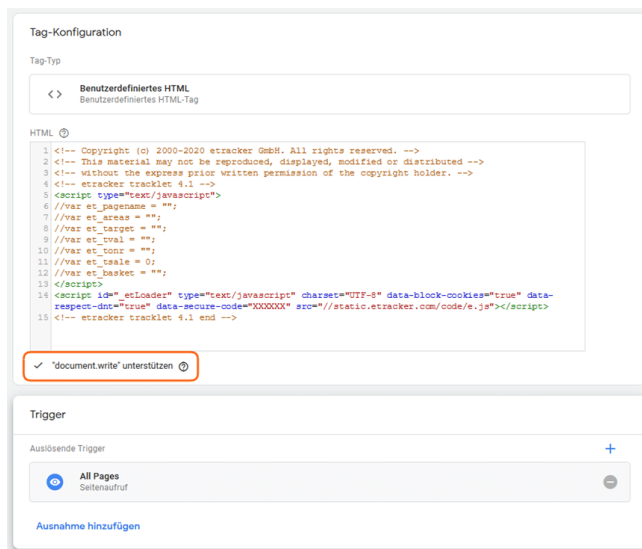 Tag-Konfiguration
Tag-Typ
Benutzerdefiniertes HTML
Benutzerdefiniertes HTML-Tag
HTML
1 <!-- Copyright (c) 2000-2020 etracker GmbH. All rights reserved. -->
2 <!-- This material may not be reproduced, displayed, modified or distributed -->
3 <!-- without the express prior written permission of the copyright holder. -->
4 <!-- etracker tracklet 4.1 -->
5 <script type="text/javascript">
6 //var et_pagename = "";
7 //var et_areas = "";
8 //var et_target = "";
9 //var et_tval = "";
10 //var et_tonr = "";
11 //var et_tsale = 0;
12 //var et_basket = "";
13 </script>
14 <script id="_etLoader" type="text/javascript" charset="UTF-8" data-block-cookies="true" data-
respect-dnt="true" data-secure-code="XXXXXX" src="//static.etracker.com/code/e.js"></script>
15 <!-- etracker tracklet 4.1 end -->
"document.write" unterstützen
Trigger
Auslösende Trigger
All Pages
Seitenaufruf
Ausnahme hinzufügen